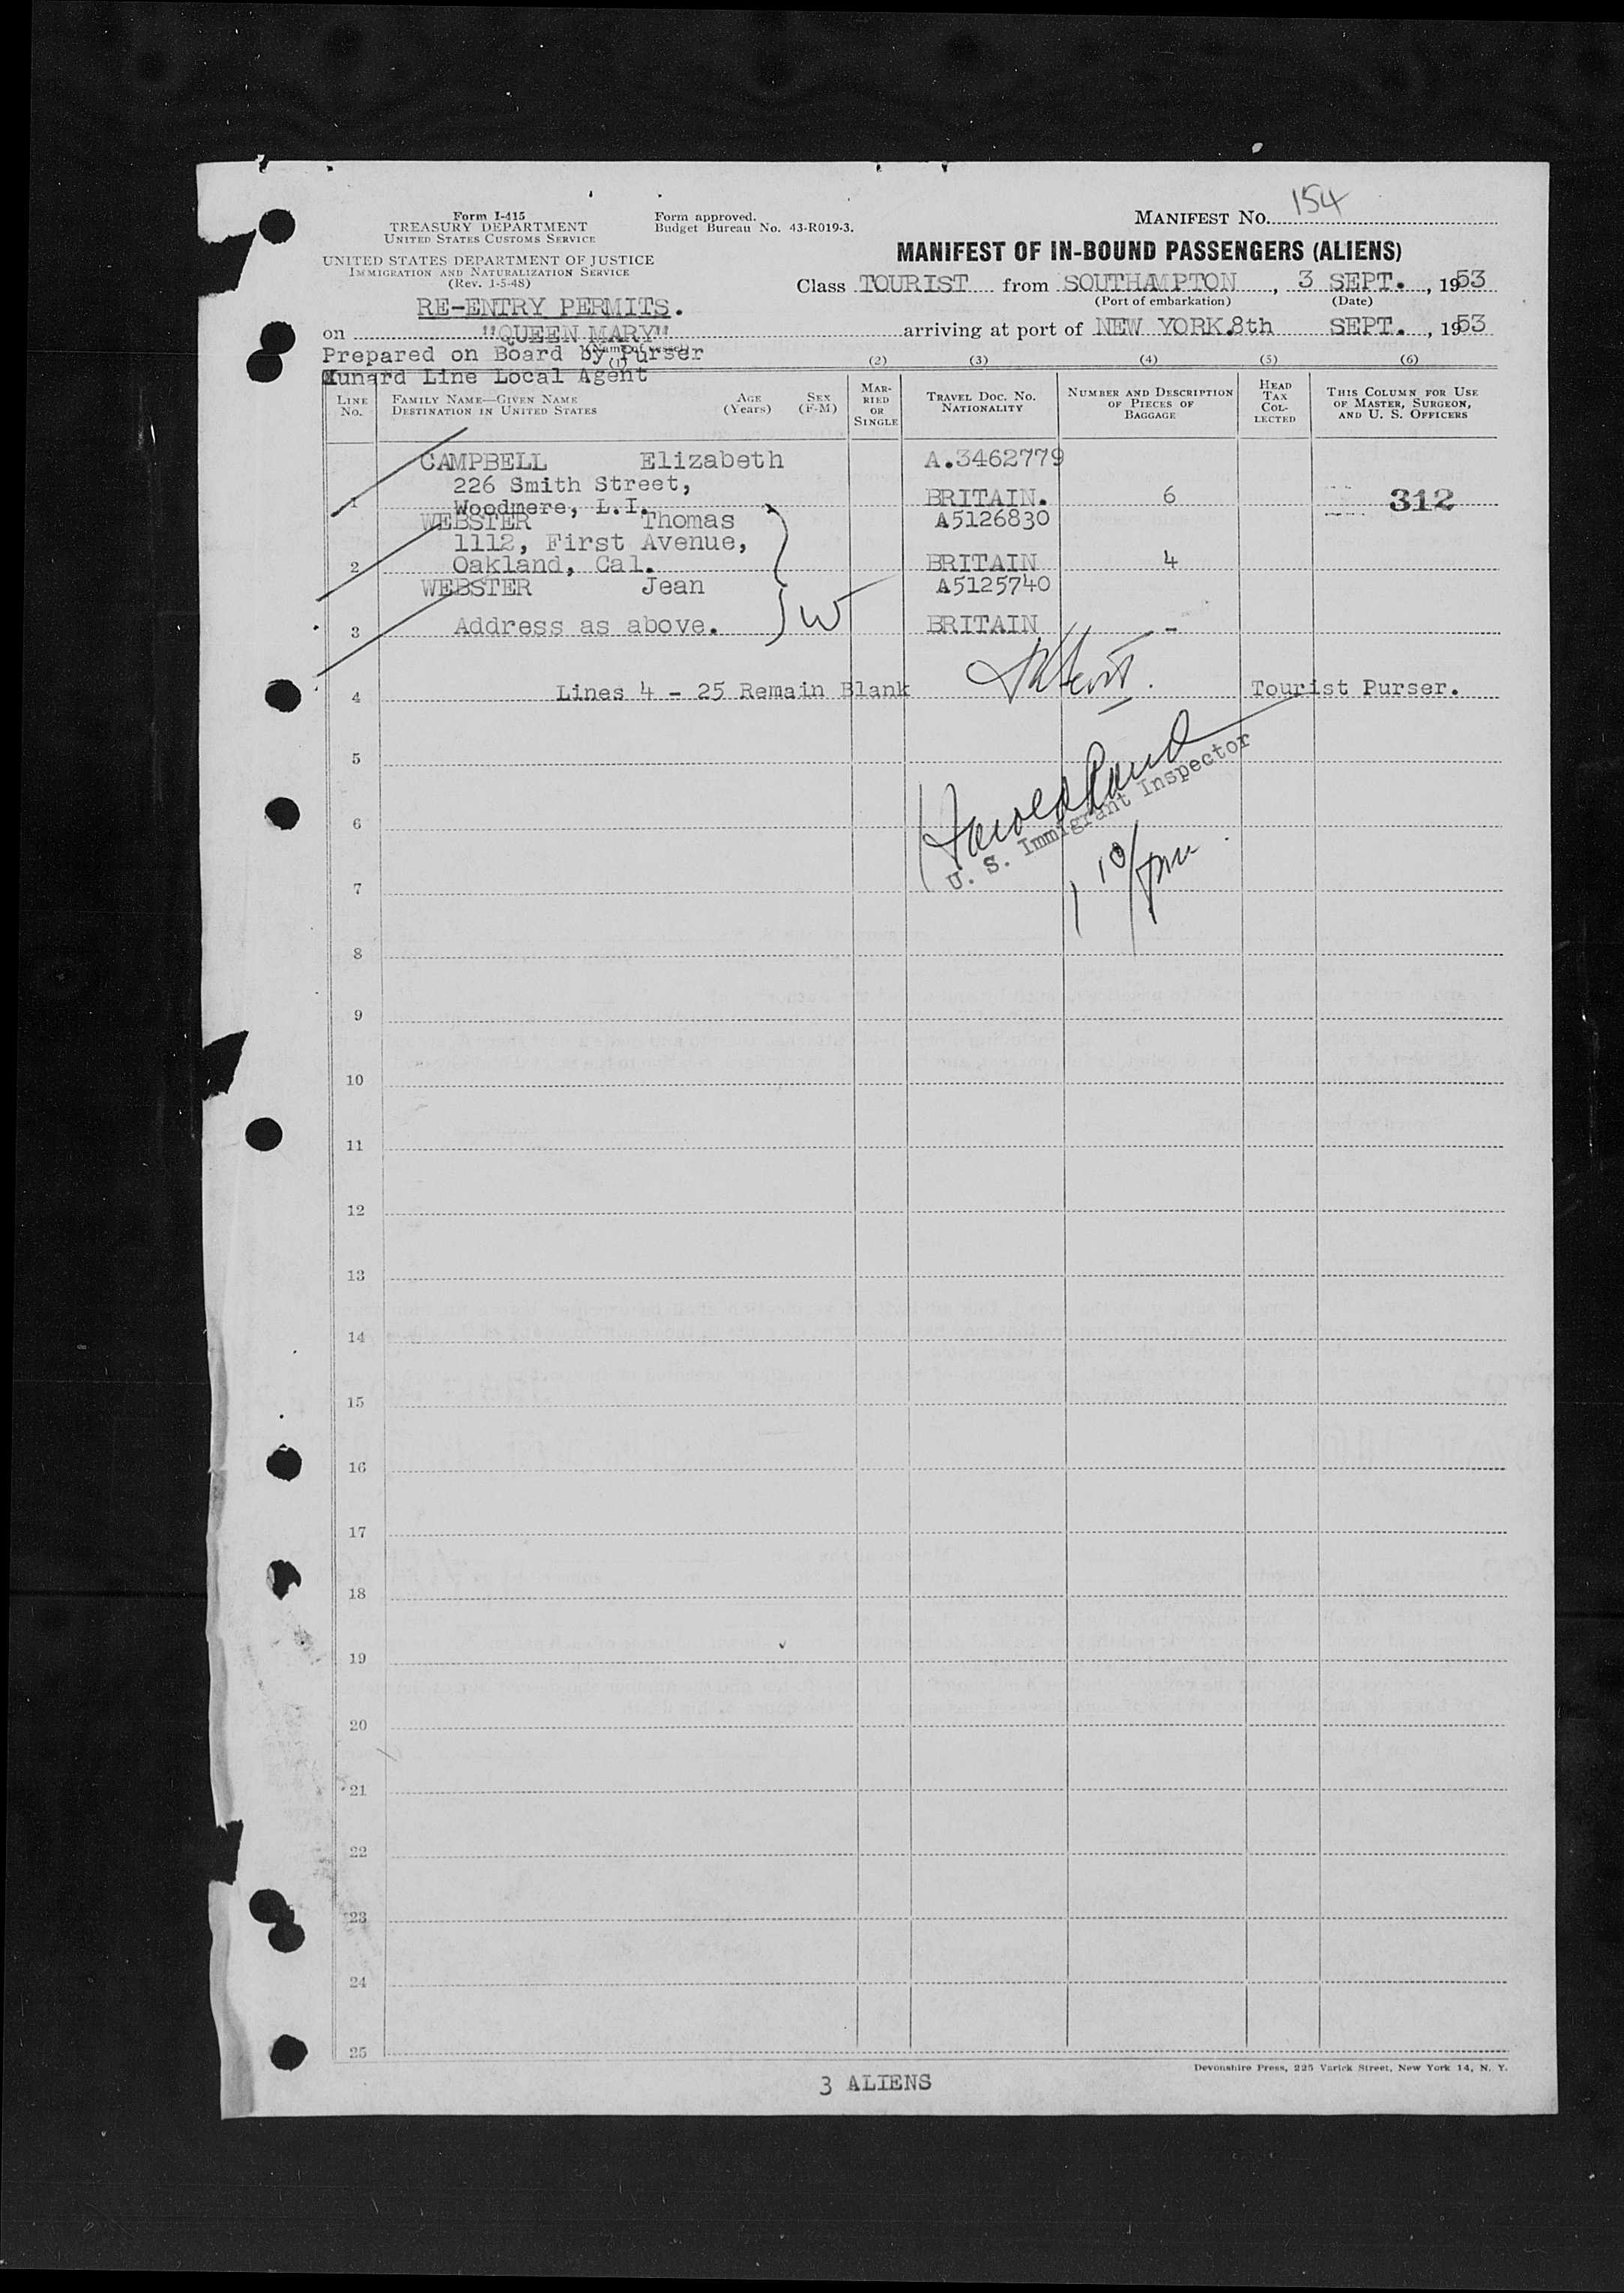 154
Form I-415
TREASURY DEPARTMENT
UNITED STATES CUSTOMS SERVICE
Form approved.
Budget Bureau No. 43-R019-3.
MANIFEST NO.
UNITED STATES DEPARTMENT OF JUSTICE
IMMIGRATION AND NATURALIZATION SERVICE
(Rev. 1-5-48)
MANIFEST OF IN-BOUND PASSENGERS (ALIENS)
Class TOURIST from SOUTHAMPTON, 3 SEPT., 1953
(Port of embarkation) (Date)
RE-ENTRY PERMITS.
on "QUEEN MARY" arriving at port of NEW YORK.8th SEPT., 1953
(Name of vessel)
Prepared on Board by Purser
unard Line Local Agent
(1) (2) (3) (4) (5) (6)
LINE NO.
FAMILY NAME—GIVEN NAME
DESTINATION IN UNITED STATES
AGE (Years)
SEX (F-M)
MARRIED OR SINGLE
TRAVEL DOC. NO. NATIONALITY
NUMBER AND DESCRIPTION OF PIECES OF BAGGAGE
HEAD TAX COLLECTED
THIS COLUMN FOR USE OF MASTER, SURGEON, AND U. S. OFFICERS
CAMPBELL Elizabeth A.3462779
226 Smith Street,
1 Woodmere, L.I. BRITAIN. 6 312
WEBSTER Thomas A5126830
1112, First Avenue,
2 Oakland, Cal. BRITAIN 4
WEBSTER Jean A5125740
3 Address as above. W BRITAIN -
4 Lines 4 - 25 Remain Blank Tourist Purser.
5
6
U. S. Immigrant Inspector
7
8
9
10
11
12
13
14
15
16
17
18
19
20
21
22
23
24
25
Devonshire Press, 225 Varick Street, New York 14, N. Y.
3 ALIENS